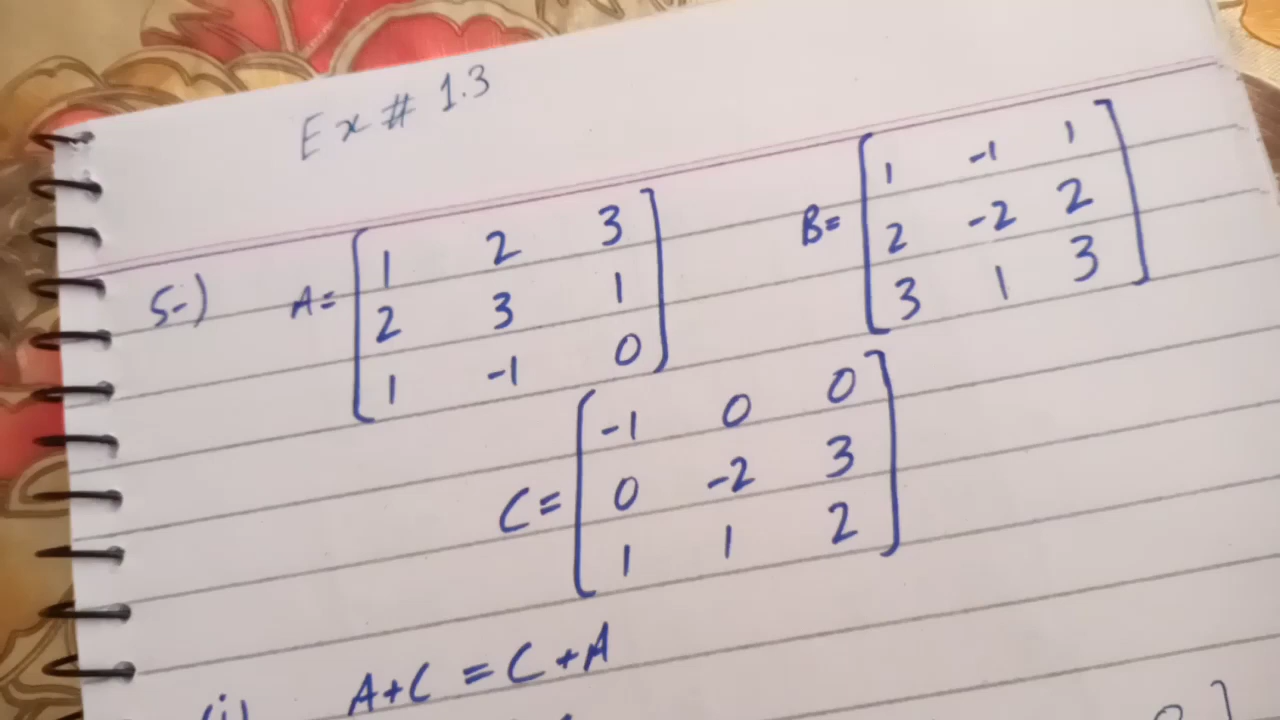 Ex # 1.3
5-) A= [1 2 3 B= [1 -1 1
2 3 1 2 -2 2
1 -1 0] 3 1 3]
C= [-1 0 0
0 -2 3
1 1 2]
(i) A+C = C+A